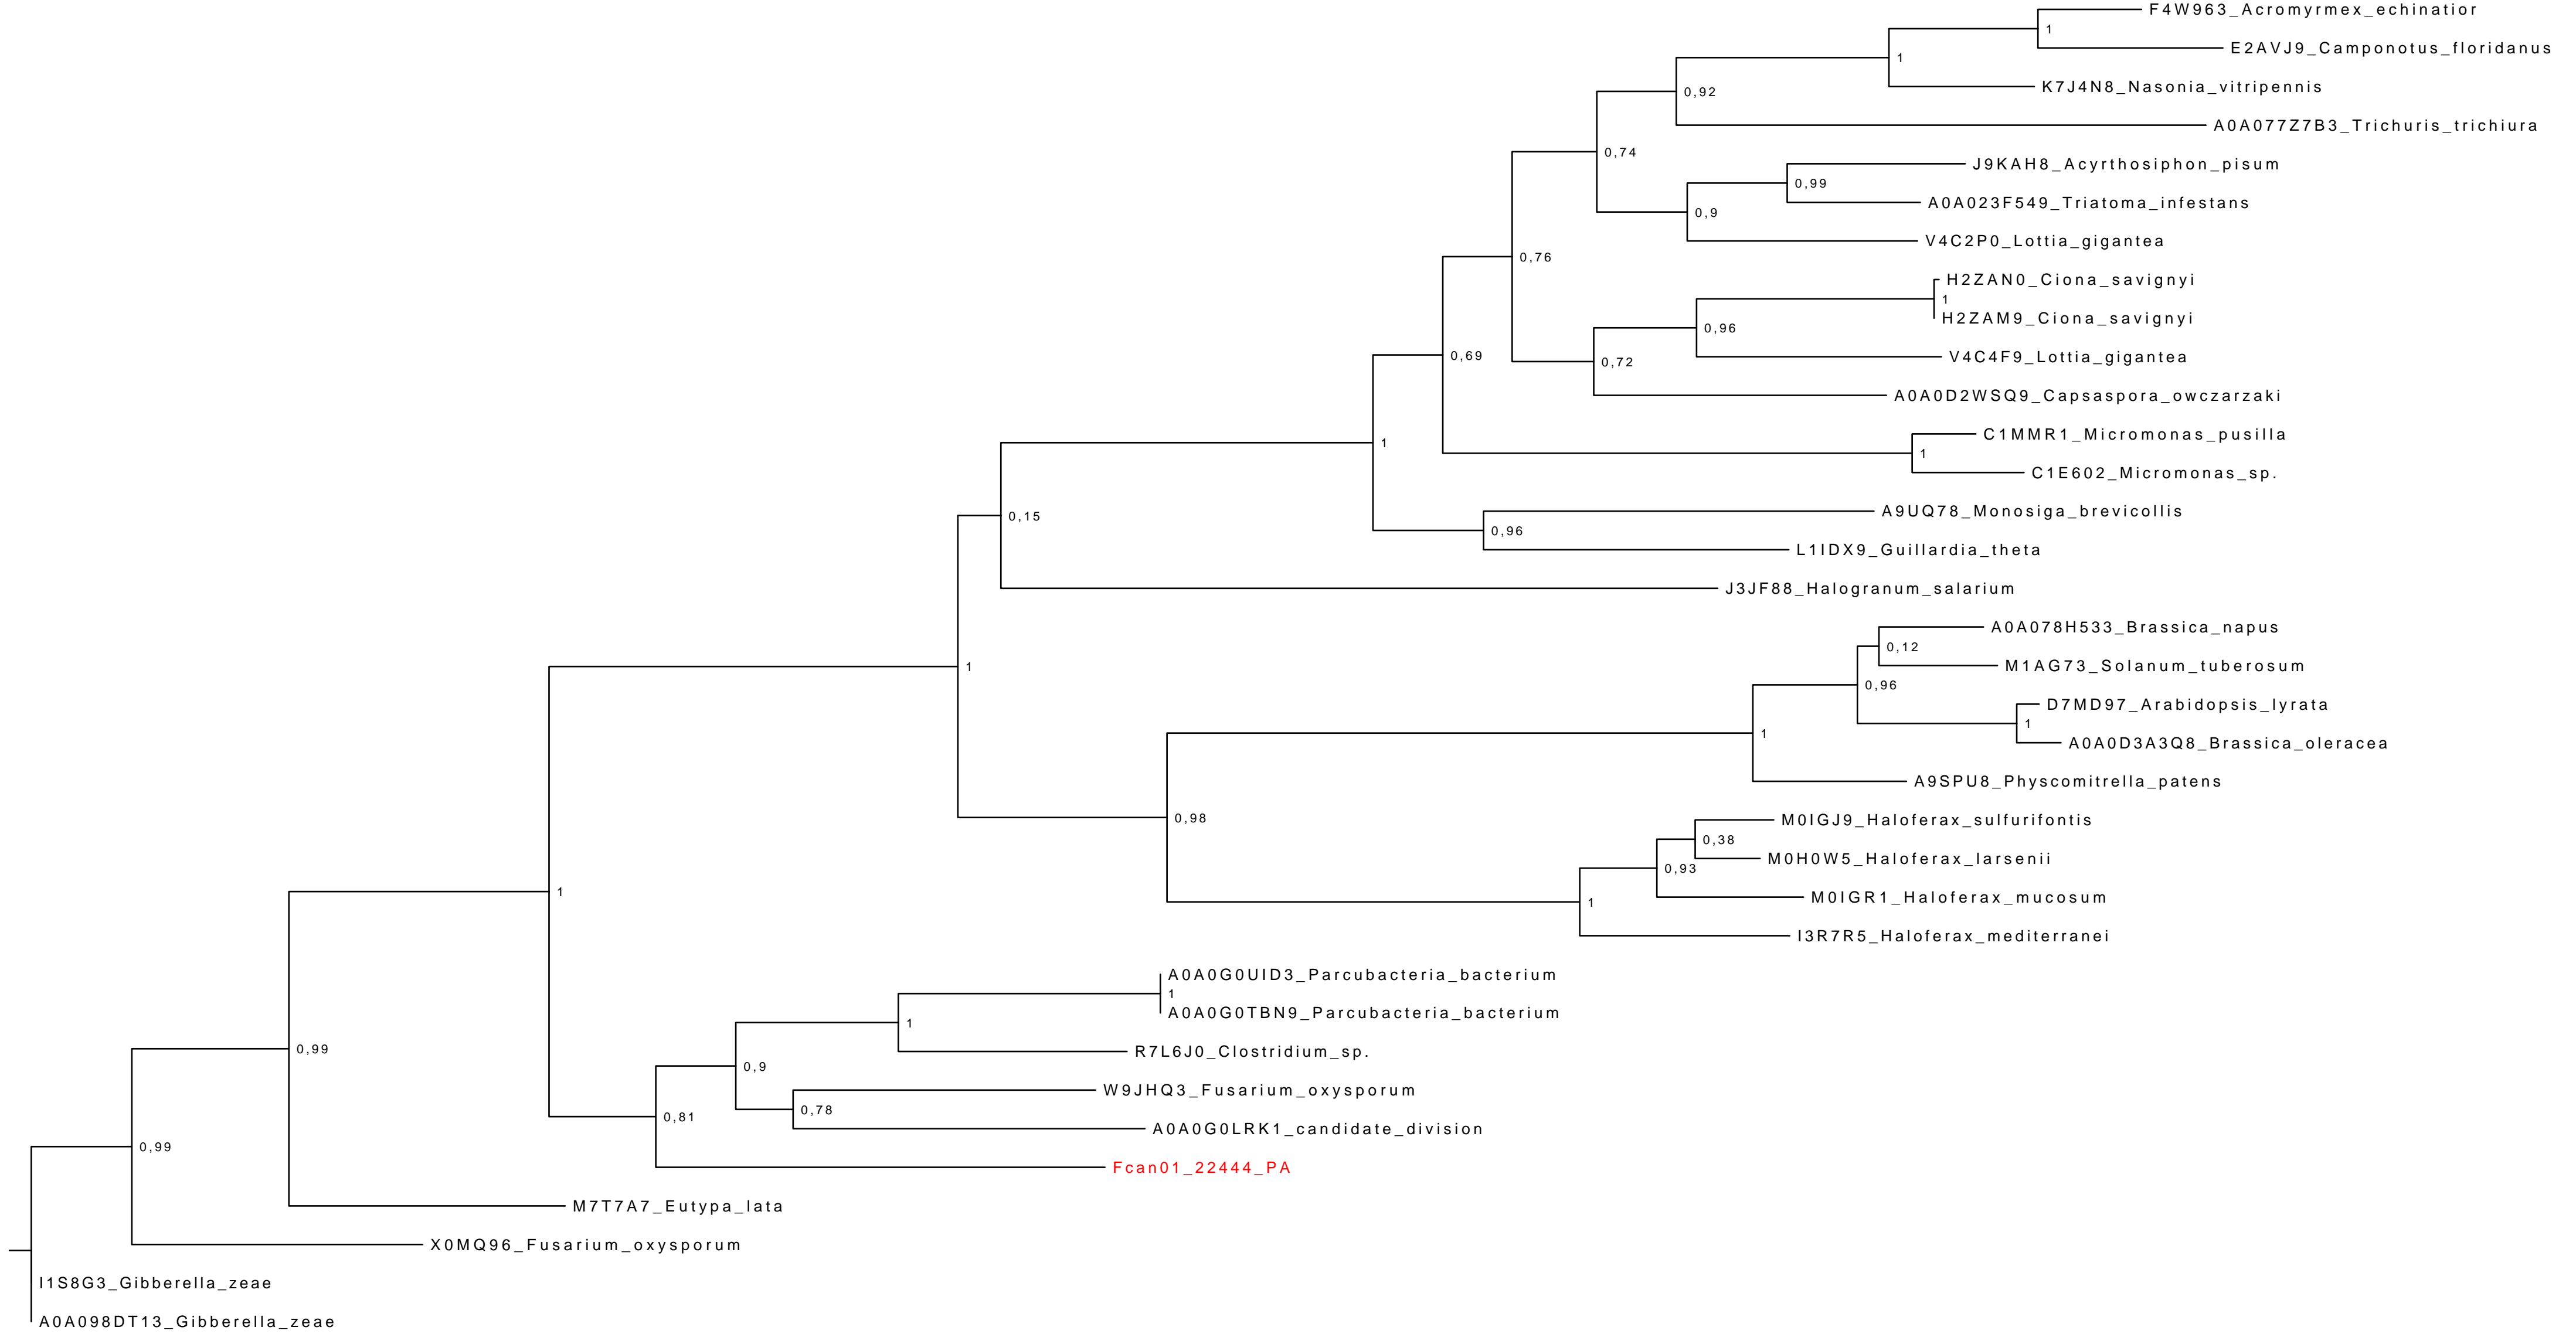 F4W963_Acromyrmex_echinatior
1
E2AVJ9_Camponotus_floridanus
1
K7J4N8_Nasonia_vitripennis
0,92
A0A077Z7B3_Trichuris_trichiura
0,74
J9KAH8_Acyrthosiphon_pisum
0,99
A0A023F549_Triatoma_infestans
0,9
V4C2P0_Lottia_gigantea
0,76
H2ZAN0_Ciona_savignyi
1
H2ZAM9_Ciona_savignyi
0,96
V4C4F9_Lottia_gigantea
0,69
0,72
A0A0D2WSQ9_Capsaspora_owczarzaki
C1MMR1_Micromonas_pusilla
1
1
C1E602_Micromonas_sp.
A9UQ78_Monosiga_brevicollis
0,15
0,96
L1IDX9_Guillardia_theta
J3JF88_Halogranum_salarium
A0A078H533_Brassica_napus
0,12
M1AG73_Solanum_tuberosum
1
0,96
D7MD97_Arabidopsis_lyrata
1
1
A0A0D3A3Q8_Brassica_oleracea
A9SPU8_Physcomitrella_patens
0,98
M0IGJ9_Haloferax_sulfurifontis
0,38
M0H0W5_Haloferax_larsenii
0,93
1
M0IGR1_Haloferax_mucosum
1
I3R7R5_Haloferax_mediterranei
A0A0G0UID3_Parcubacteria_bacterium
1
A0A0G0TBN9_Parcubacteria_bacterium
1
0,99
R7L6J0_Clostridium_sp.
0,9
W9JHQ3_Fusarium_oxysporum
0,78
0,81
A0A0G0LRK1_candidate_division
0,99
Fcan01_22444_PA
M7T7A7_Eutypa_lata
X0MQ96_Fusarium_oxysporum
I1S8G3_Gibberella_zeae
A0A098DT13_Gibberella_zeae